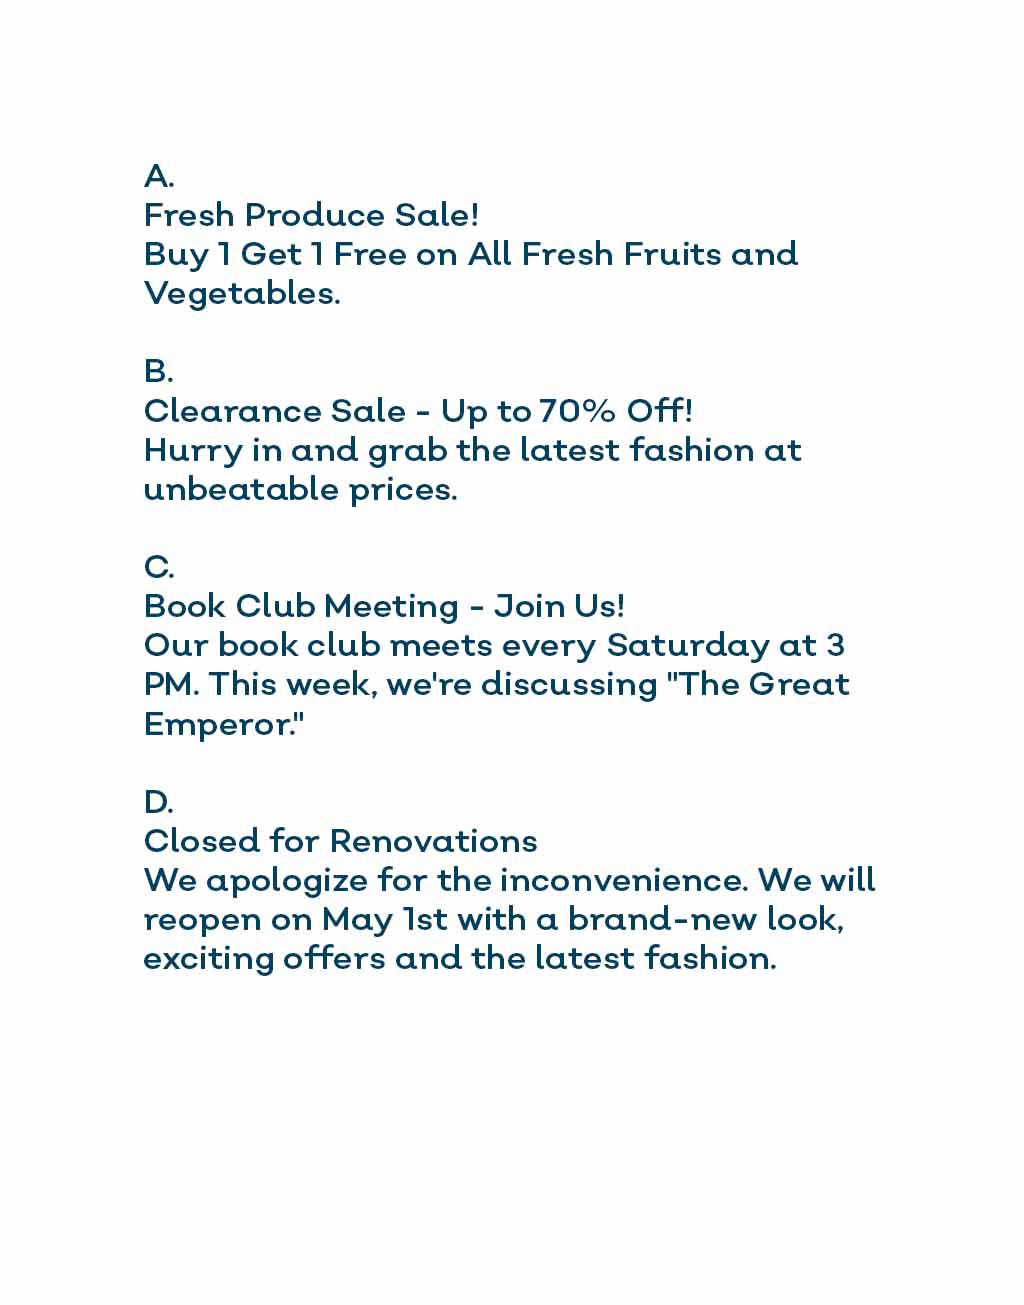 A.
Fresh Produce Sale!
Buy 1 Get 1 Free on All Fresh Fruits and
Vegetables.
B.
Clearance Sale - Up to 70% Off!
Hurry in and grab the latest fashion at
unbeatable prices.
C.
Book Club Meeting - Join Us!
Our book club meets every Saturday at 3
PM. This week, we're discussing "The Great
Emperor."
D.
Closed for Renovations
We apologize for the inconvenience. We will
reopen on May 1st with a brand-new look,
exciting offers and the latest fashion.